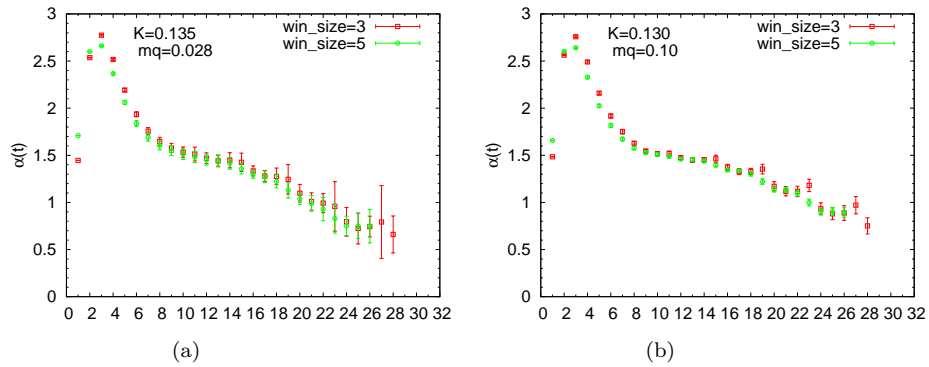 K=0.135
mq=0.028
win_size=3
win_size=5
α(t)
3
2.5
2
1.5
1
0.5
0
0 2 4 6 8 10 12 14 16 18 20 22 24 26 28 30 32
(a)
K=0.130
mq=0.10
win_size=3
win_size=5
α(t)
3
2.5
2
1.5
1
0.5
0
0 2 4 6 8 10 12 14 16 18 20 22 24 26 28 30 32
(b)